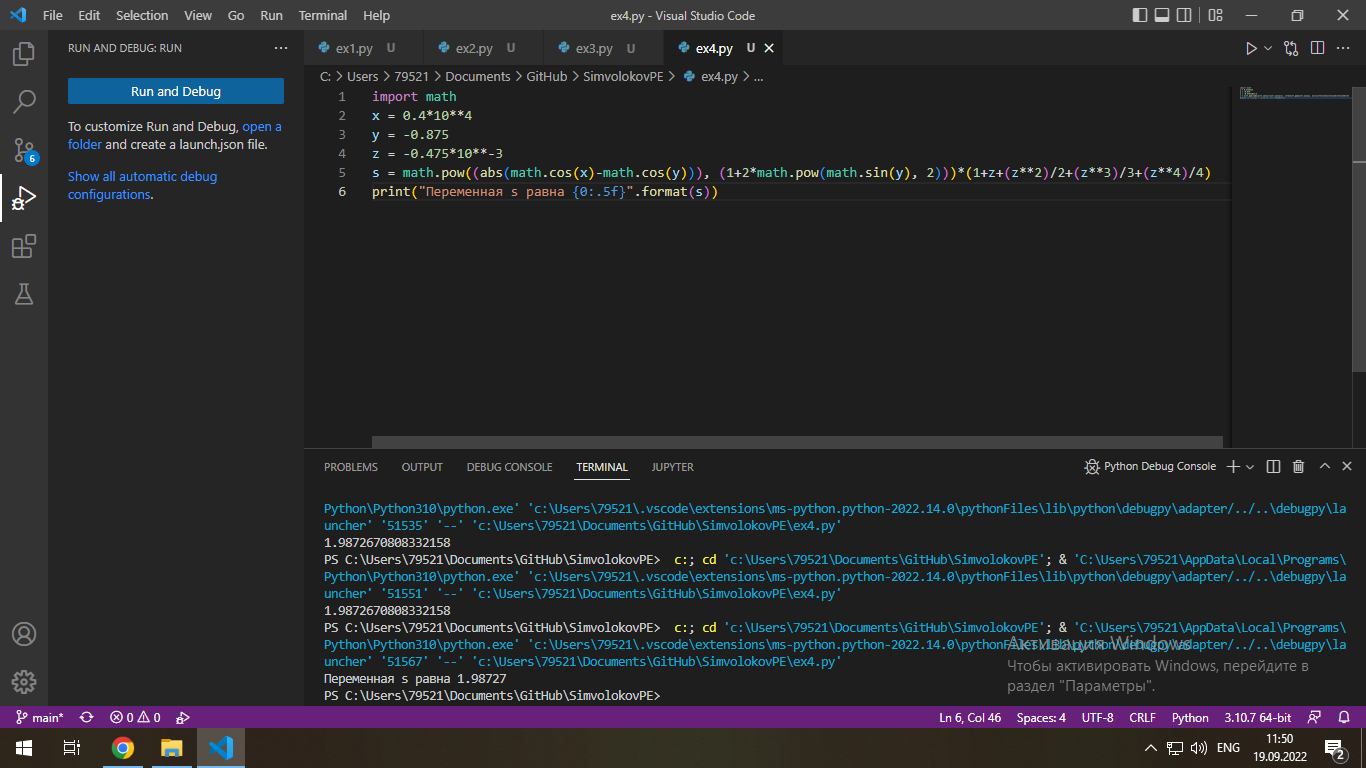 File Edit Selection View Go Run Terminal Help ex4.py - Visual Studio Code
RUN AND DEBUG: RUN ···
Run and Debug
To customize Run and Debug, open a
folder and create a launch.json file.
Show all automatic debug
configurations.
6
ex1.py U ex2.py U ex3.py U ex4.py U
C: > Users > 79521 > Documents > GitHub > SimvolokovPE > ex4.py > ...
1 import math
2 x = 0.4*10**4
3 y = -0.875
4 z = -0.475*10**-3
5 s = math.pow((abs(math.cos(x)-math.cos(y))), (1+2*math.pow(math.sin(y), 2)))*(1+z+(z**2)/2+(z**3)/3+(z**4)/4)
6 print("Переменная s равна {0:.5f}".format(s))
PROBLEMS OUTPUT DEBUG CONSOLE TERMINAL JUPYTER Python Debug Console
Python\Python310\python.exe' 'c:\Users\79521\.vscode\extensions\ms-python.python-2022.14.0\pythonFiles\lib\python\debugpy\adapter/../..\debugpy\la
uncher' '51535' '--' 'c:\Users\79521\Documents\GitHub\SimvolokovPE\ex4.py'
1.9872670808332158
PS C:\Users\79521\Documents\GitHub\SimvolokovPE>  c:; cd 'c:\Users\79521\Documents\GitHub\SimvolokovPE'; & 'C:\Users\79521\AppData\Local\Programs\
Python\Python310\python.exe' 'c:\Users\79521\.vscode\extensions\ms-python.python-2022.14.0\pythonFiles\lib\python\debugpy\adapter/../..\debugpy\la
uncher' '51551' '--' 'c:\Users\79521\Documents\GitHub\SimvolokovPE\ex4.py'
1.9872670808332158
PS C:\Users\79521\Documents\GitHub\SimvolokovPE>  c:; cd 'c:\Users\79521\Documents\GitHub\SimvolokovPE'; & 'C:\Users\79521\AppData\Local\Programs\
Python\Python310\python.exe' 'c:\Users\79521\.vscode\extensions\ms-python.python-2022.14.0\pythonFiles\lib\python\debugpy\adapter/../..\debugpy\la
uncher' '51567' '--' 'c:\Users\79521\Documents\GitHub\SimvolokovPE\ex4.py'
Переменная s равна 1.98727
PS C:\Users\79521\Documents\GitHub\SimvolokovPE>
Активация Windows
Чтобы активировать Windows, перейдите в
раздел "Параметры".
main* 0 0 Ln 6, Col 46 Spaces: 4 UTF-8 CRLF Python 3.10.7 64-bit
ENG 11:50
19.09.2022 2